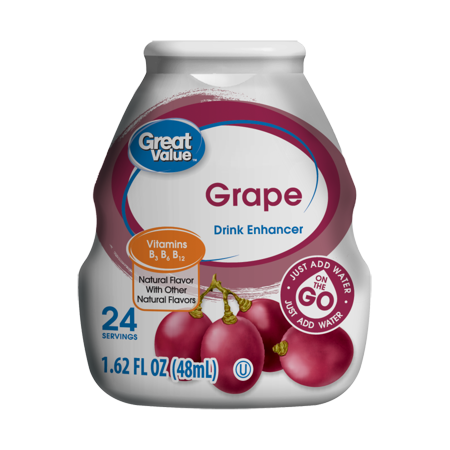 Great
Value™
Grape
Drink Enhancer
Vitamins
B3 B6 B12
Natural Flavor
With Other
Natural Flavors
• JUST ADD WATER •
ON
THE
GO
JUST ADD WATER
24
SERVINGS
1.62 FL OZ (48mL)
U